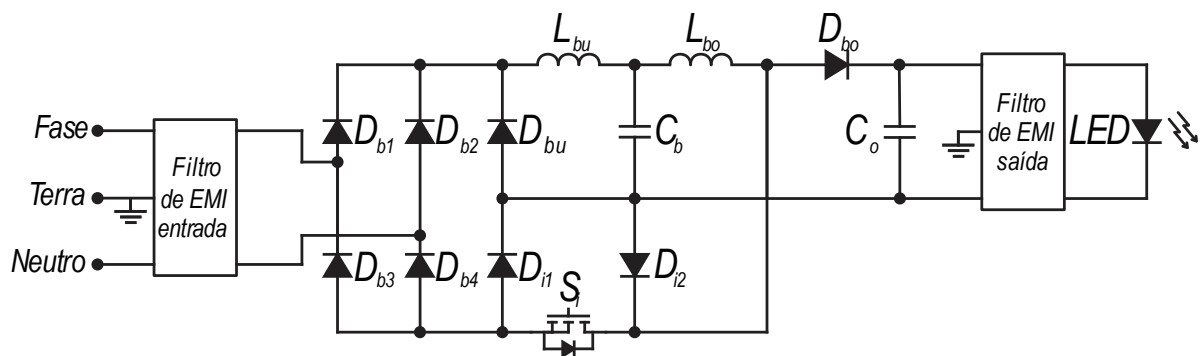 L_bu
L_bo
D_bo
Fase
Terra
Neutro
Filtro
de EMI
entrada
D_b1
D_b2
D_bu
C_b
C_o
Filtro
de EMI
saída
LED
D_b3
D_b4
D_i1
D_i2
S_i